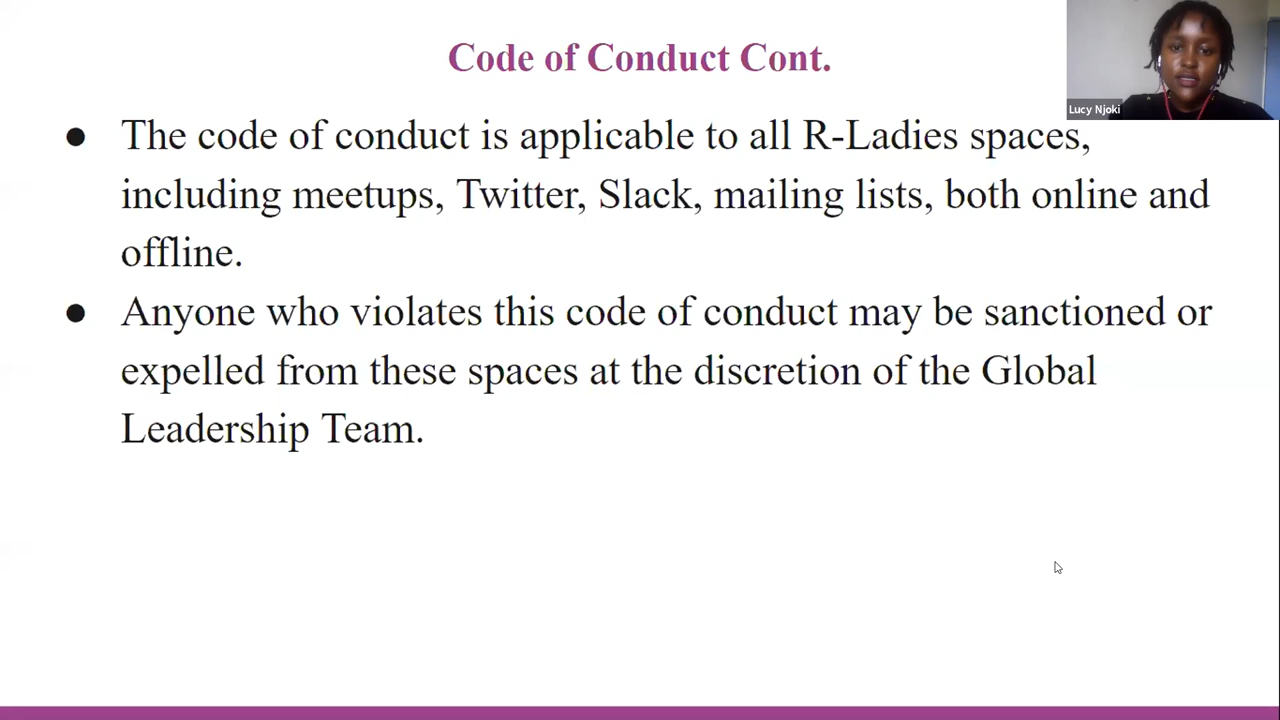 Code of Conduct Cont.
Lucy Njoki
● The code of conduct is applicable to all R-Ladies spaces,
including meetups, Twitter, Slack, mailing lists, both online and
offline.
● Anyone who violates this code of conduct may be sanctioned or
expelled from these spaces at the discretion of the Global
Leadership Team.